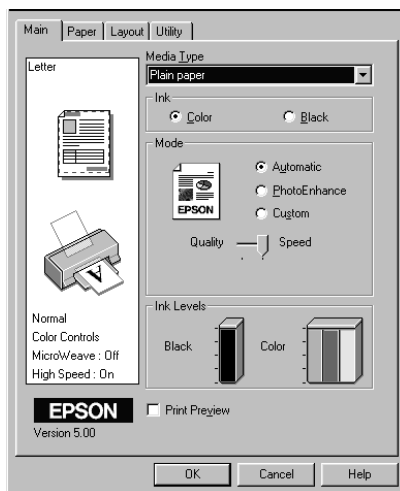 Main Paper Layout Utility
Letter
Media Type
Plain paper
Ink
Color Black
Mode
EPSON
Automatic
PhotoEnhance
Custom
Quality Speed
A
Normal
Color Controls
MicroWeave : Off
High Speed : On
Ink Levels
Black Color
EPSON
Version 5.00
Print Preview
OK Cancel Help